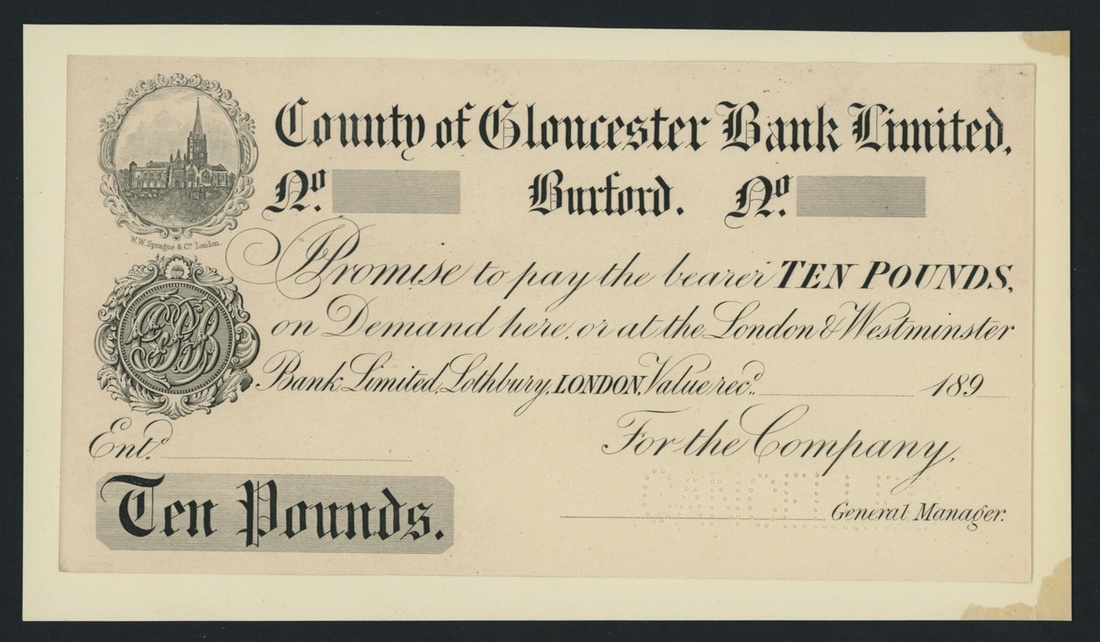 County of Gloucester Bank Limited.
Nº. Burford. Nº.
W.W. Sprague & Cº. London.
I Promise to pay the bearer TEN POUNDS,
on Demand here, or at the London & Westminster
Bank Limited, Lothbury, LONDON, Value recd. 189
Entd.
For the Company,
CANCELLED
Ten Pounds.
General Manager.